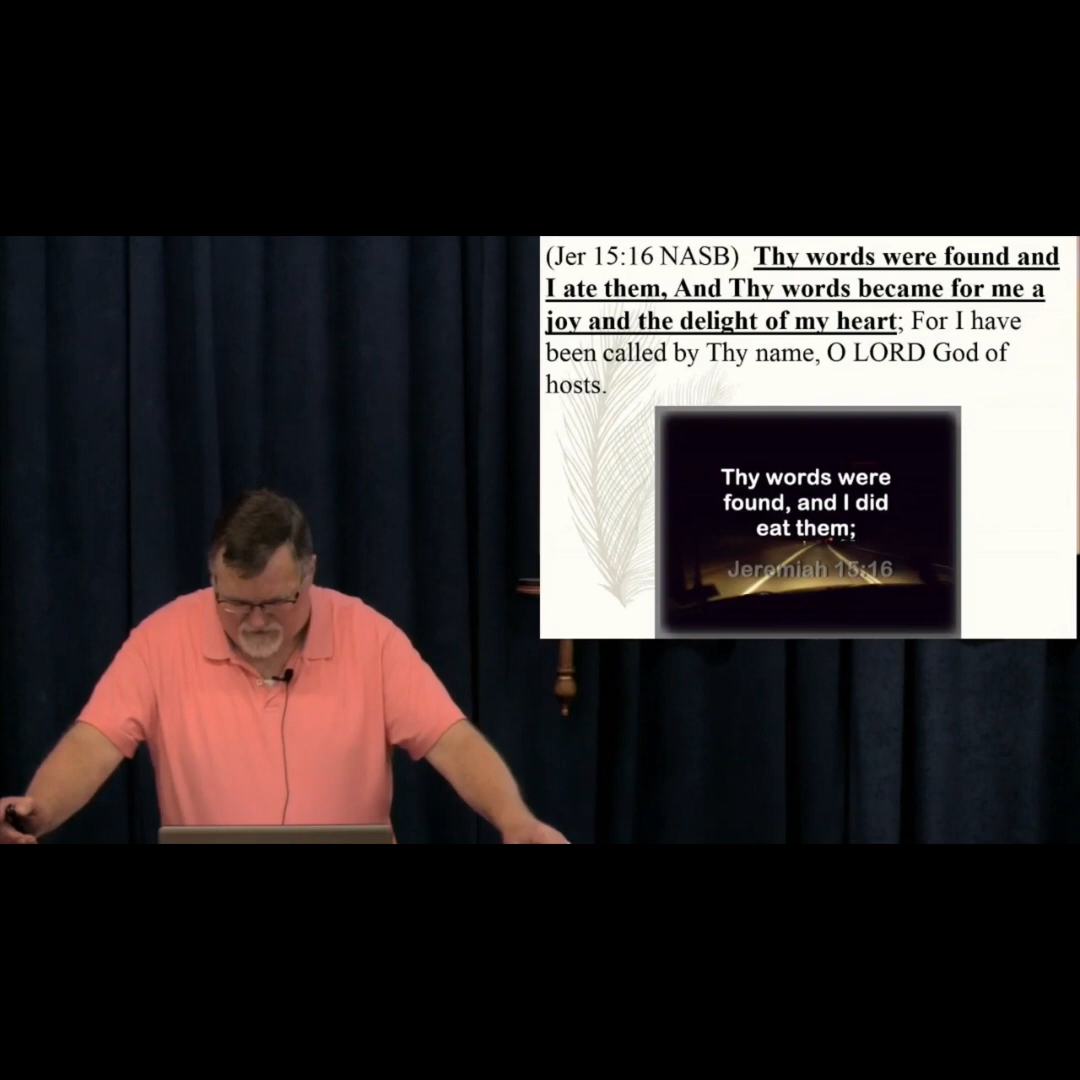 (Jer 15:16 NASB) Thy words were found and
I ate them, And Thy words became for me a
joy and the delight of my heart; For I have
been called by Thy name, O LORD God of
hosts.
Thy words were
found, and I did
eat them;
Jeremiah 15:16